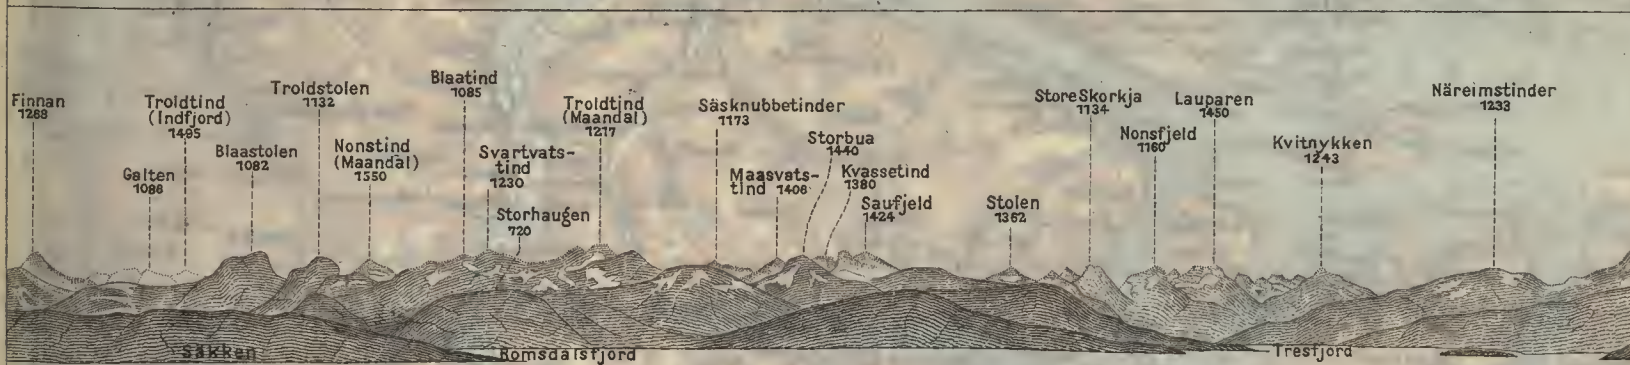 Finnan
1268
Troldtind
(Indfjord)
1495
Galten
1086
Blaastolen
1082
Troldstolen
1132
Nonstind
(Maandal)
1550
Blaatind
1085
Svartvats-
tind
1230
Storhaugen
720
Troldtind
(Maandal)
1217
Säsknubbetinder
1173
Maasvats-
tind 1406
Storbua
1440
Kvassetind
1380
Saufjeld
1424
Stolen
1362
Store Skorkja
1134
Nonsfjeld
1160
Lauparen
1450
Kvitnykken
1243
Näreimstinder
1233
Säkken
Romsdalsfjord
Tresfjord